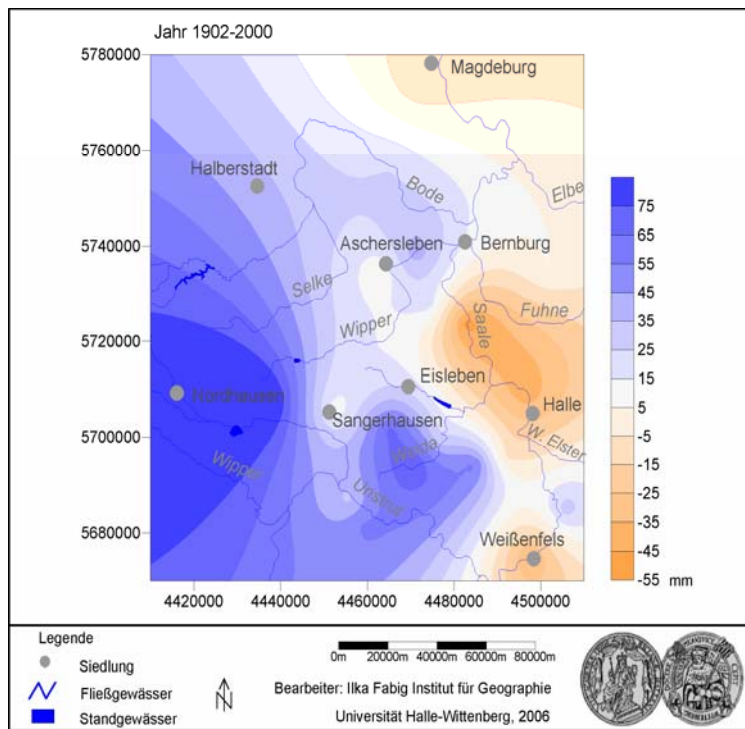 Jahr 1902-2000
5780000
Magdeburg
5760000
Halberstadt
Bode
Elbe
75
65
5740000
Aschersleben
Bernburg
55
45
Selke
Fuhne
35
5720000
Wipper
Saale
25
Eisleben
15
Nordhausen
Halle
5
5700000
Sangerhausen
W. Elster
-5
Weida
-15
Wipper
Unstrut
-25
5680000
-35
Weißenfels
-45
-55 mm
4420000 4440000 4460000 4480000 4500000
Legende
Siedlung
Fließgewässer
Standgewässer
N
0m 20000m 40000m 60000m 80000m
Bearbeiter: Ilka Fabig Institut für Geographie
Universität Halle-Wittenberg, 2006